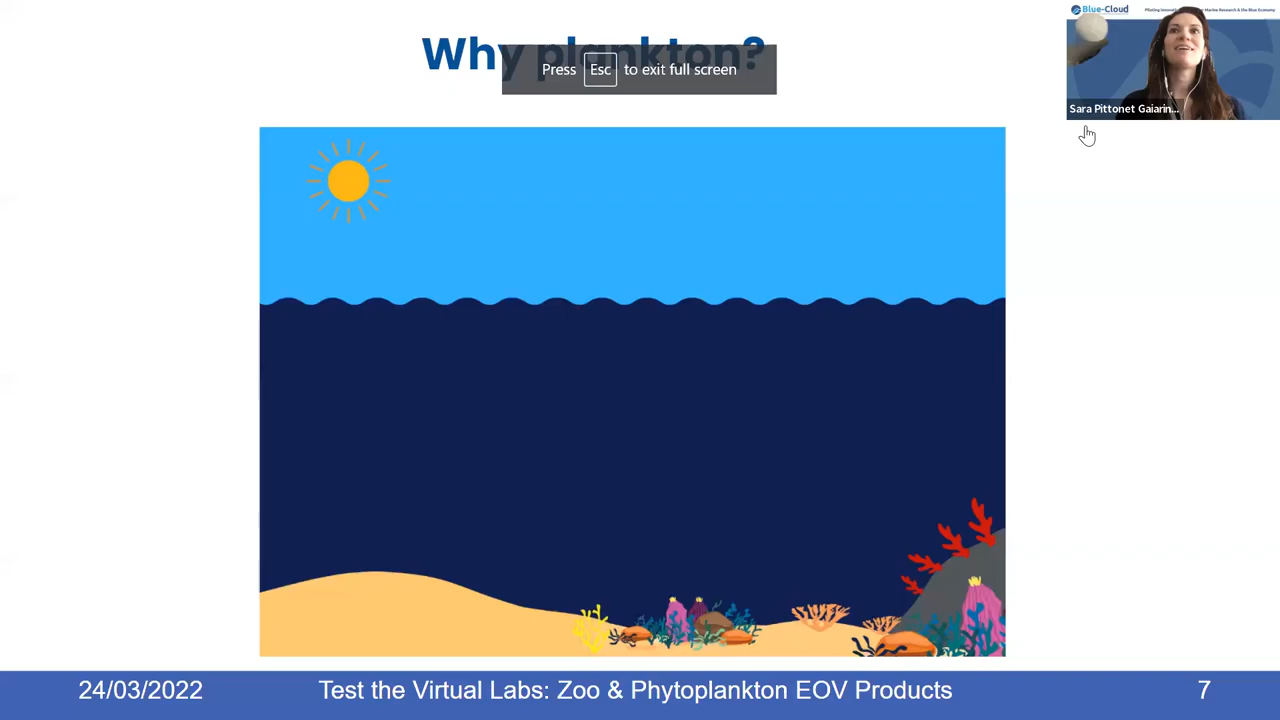 Why plankton?
Press Esc to exit full screen
Blue-Cloud
Sara Pittonet Gaiarin...
24/03/2022
Test the Virtual Labs: Zoo & Phytoplankton EOV Products
7